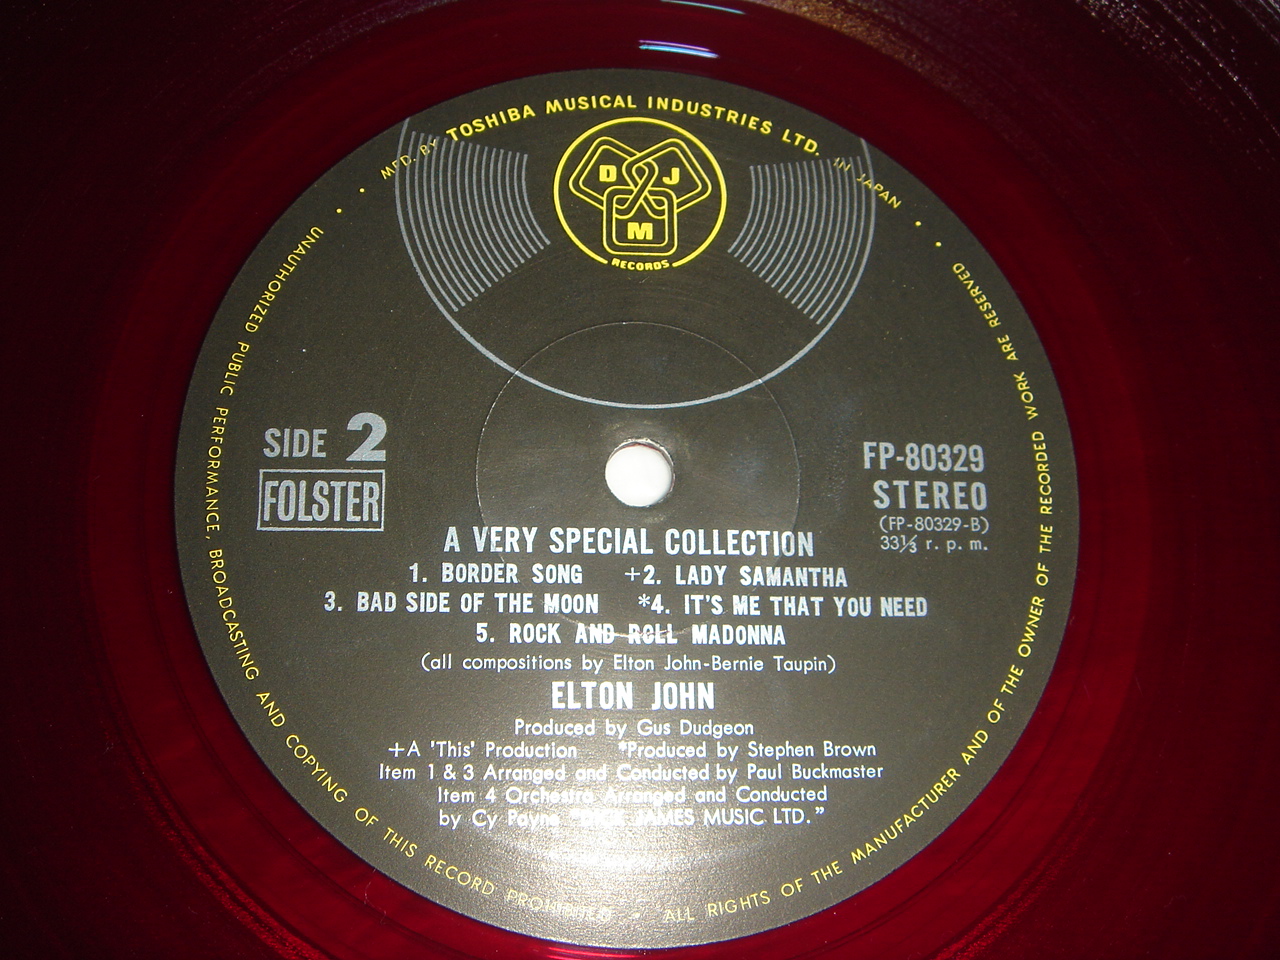 MFD. BY TOSHIBA MUSICAL INDUSTRIES LTD. IN JAPAN
D J
M
RECORDS
SIDE 2
FOLSTER
FP-80329
STEREO
(FP-80329-B)
33⅓ r. p. m.
A VERY SPECIAL COLLECTION
1. BORDER SONG +2. LADY SAMANTHA
3. BAD SIDE OF THE MOON *4. IT'S ME THAT YOU NEED
5. ROCK AND ROLL MADONNA
(all compositions by Elton John-Bernie Taupin)
ELTON JOHN
Produced by Gus Dudgeon
+A 'This' Production *Produced by Stephen Brown
Item 1 & 3 Arranged and Conducted by Paul Buckmaster
Item 4 Orchestra Arranged and Conducted
by Cy Payne "DICK JAMES MUSIC LTD."
UNAUTHORIZED PUBLIC PERFORMANCE, BROADCASTING AND COPYING OF THIS RECORD PROHIBITED · ALL RIGHTS OF THE MANUFACTURER AND OF THE OWNER OF THE RECORDED WORK ARE RESERVED